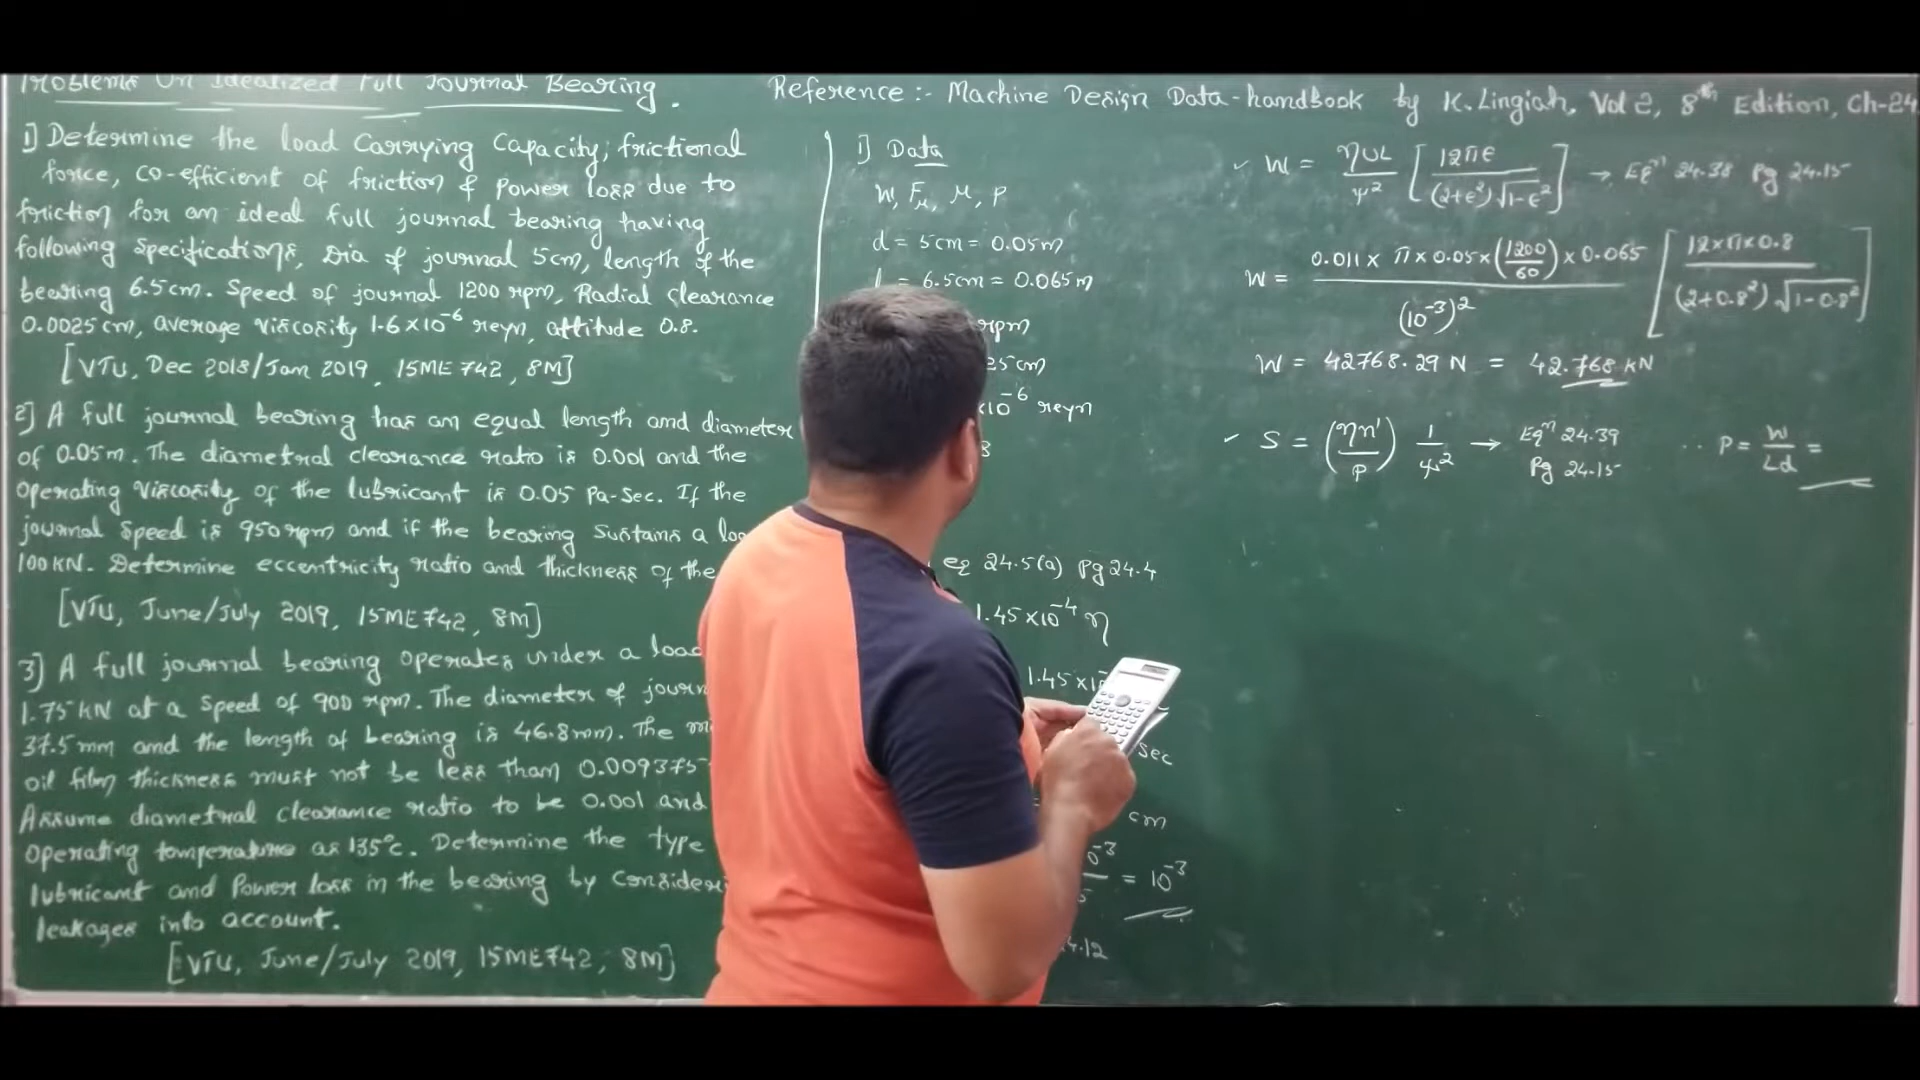 Problems On Idealized Full Journal Bearing.
Reference :- Machine Design Data-handbook by K. Lingiah, Vol 2, 8th Edition, Ch-24
1) Determine the load Carrying Capacity, frictional
force, co-efficient of friction & power loss due to
friction for an ideal full journal bearing having
following specifications, Dia of journal 5cm, length of the
bearing 6.5cm. Speed of journal 1200 rpm, Radial clearance
0.0025 cm, average viscosity 1.6×10⁻⁶ reyn, attitude 0.8.
[VTU, Dec 2018/Jan 2019, 15ME742, 8M]
2] A full journal bearing has an equal length and diameter
of 0.05m. The diametral clearance ratio is 0.001 and the
Operating Viscosity of the lubricant is 0.05 Pa-Sec. If the
journal speed is 950rpm and if the bearing sustains a
100KN. Determine eccentricity ratio and thickness of the
[VTU, June/July 2019, 15ME742, 8M]
3] A full journal bearing Operates under a load
1.75 KN at a speed of 900 rpm. The diameter of
37.5mm and the length of bearing is 46.8mm. The
oil film thickness must not be less than 0.009375
Assume diametral clearance ratio to be 0.001 and
Operating tomperature as 135°c. Determine the type
lubricant and Power loss in the bearing by
leakages into account.
[VTU, June/July 2019, 15ME742, 8M]
1) Data
W, Fμ, μ, P
d = 5cm = 0.05m
l = 6.5cm = 0.065m
rpm
25cm
×10⁻⁶ reyn
eq 24.5(a) pg 24.4
1.45×10⁻⁴ η
1.45×10
sec
cm
= 10⁻³
24.12
✓ W = ηUL/ψ² [12πε/((2+ε²)√(1-ε²))] → Eqⁿ 24.38 Pg 24.15
W = (0.011 × π × 0.05 × (1200/60) × 0.065)/(10⁻³)² [(12×π×0.8)/((2+0.8²)√(1-0.8²))]
W = 42768.29 N = 42.768 kN
✓ S = (ηn'/P) 1/ψ² → Eqⁿ 24.39 Pg 24.15 ∴ P = W/Ld =